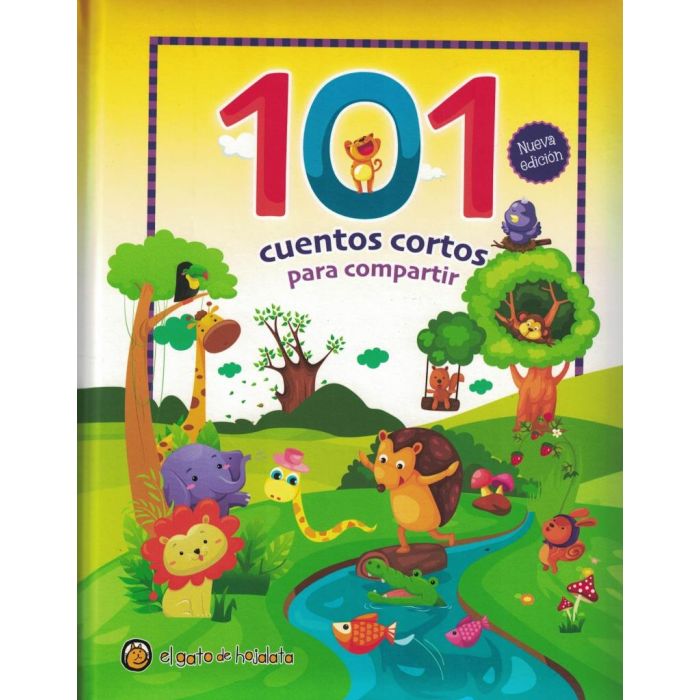 101
Nueva
edición
cuentos cortos
para compartir
el gato de hojalata